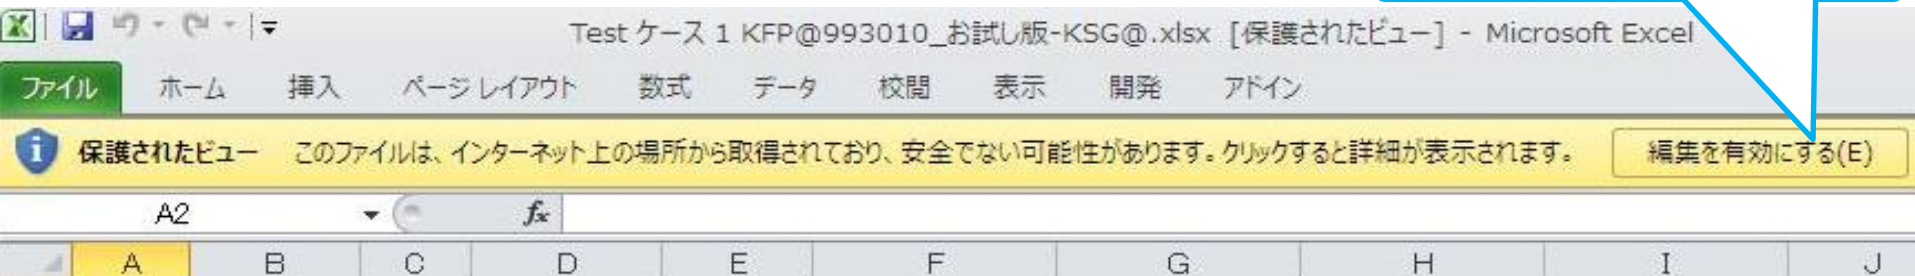 Test ケース 1 KFP@993010_お試し版-KSG@.xlsx [保護されたビュー] - Microsoft Excel
ファイル ホーム 挿入 ページ レイアウト 数式 データ 校閲 表示 開発 アドイン
保護されたビュー このファイルは、インターネット上の場所から取得されており、安全でない可能性があります。クリックすると詳細が表示されます。 編集を有効にする(E)
A2 fx
A B C D E F G H I J